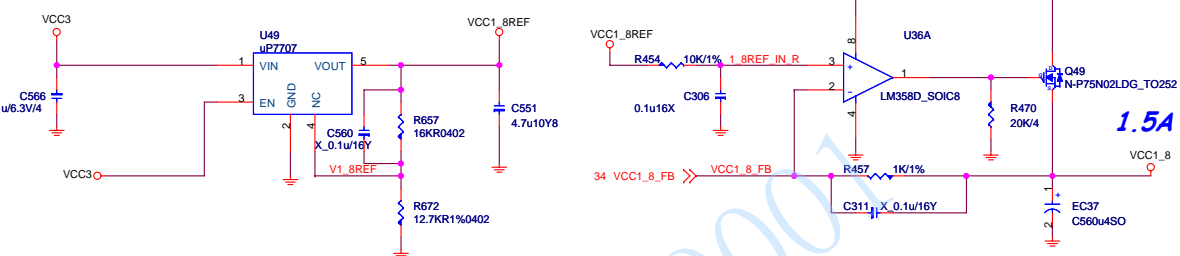 VCC3
U49
uP7707
VCC1_8REF
1
VIN
VOUT
5
3
EN
GND
NC
2
4
C566
u/6.3V/4
C560
X_0.1u/16Y
R657
16KR0402
C551
4.7u10Y8
VCC3
V1_8REF
R672
12.7KR1%0402
VCC1_8REF
R454
10K/1%
1_8REF_IN_R
C306
0.1u16X
8
U36A
3
+
2
-
1
4
LM358D_SOIC8
Q49
N-P75N02LDG_TO252
R470
20K/4
1.5A
VCC1_8
34 VCC1_8_FB
VCC1_8_FB
R457
1K/1%
C311
X_0.1u/16Y
1
+
2
EC37
C560u4SO